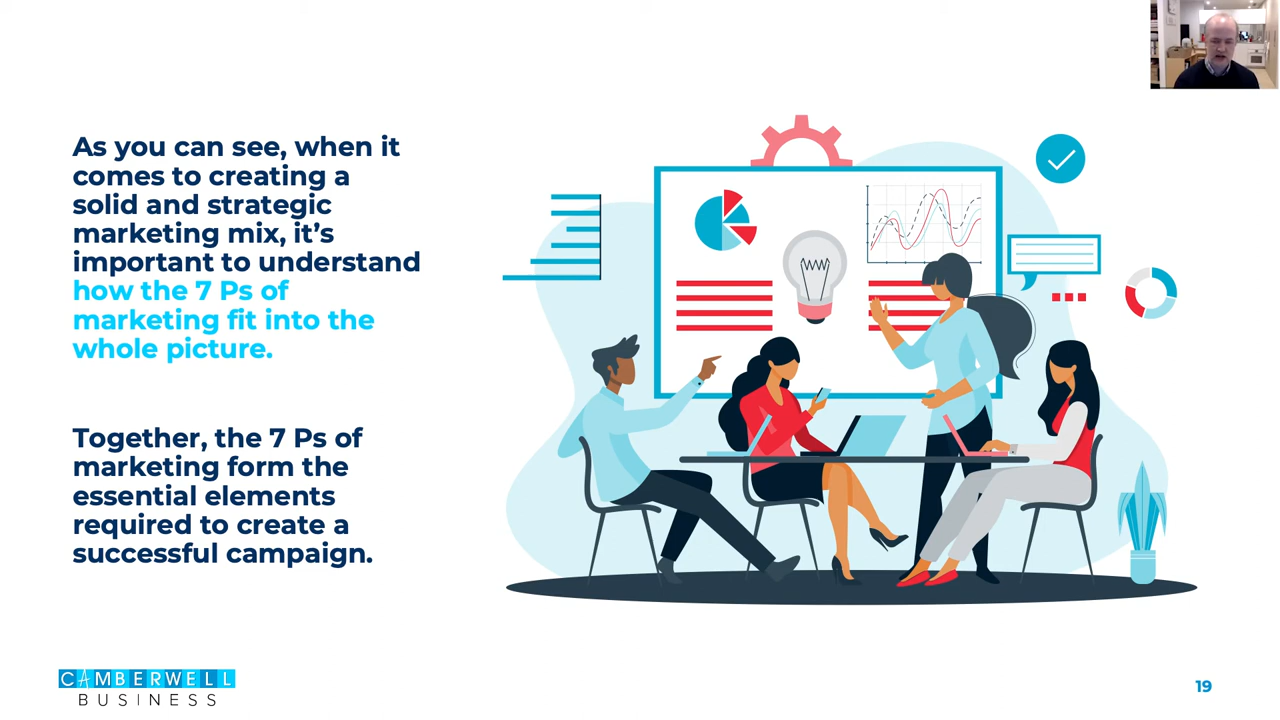 As you can see, when it
comes to creating a
solid and strategic
marketing mix, it’s
important to understand
how the 7 Ps of
marketing fit into the
whole picture.
Together, the 7 Ps of
marketing form the
essential elements
required to create a
successful campaign.
CAMBERWELL
BUSINESS
19